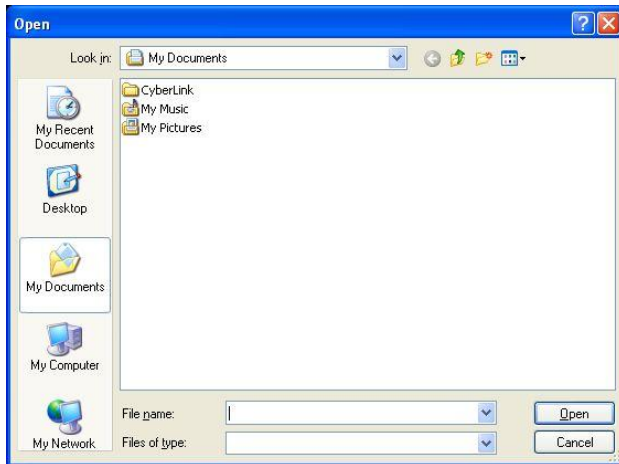 Open
Look in: My Documents
CyberLink
My Music
My Pictures
My Recent
Documents
Desktop
My Documents
My Computer
My Network
File name:
Open
Files of type:
Cancel